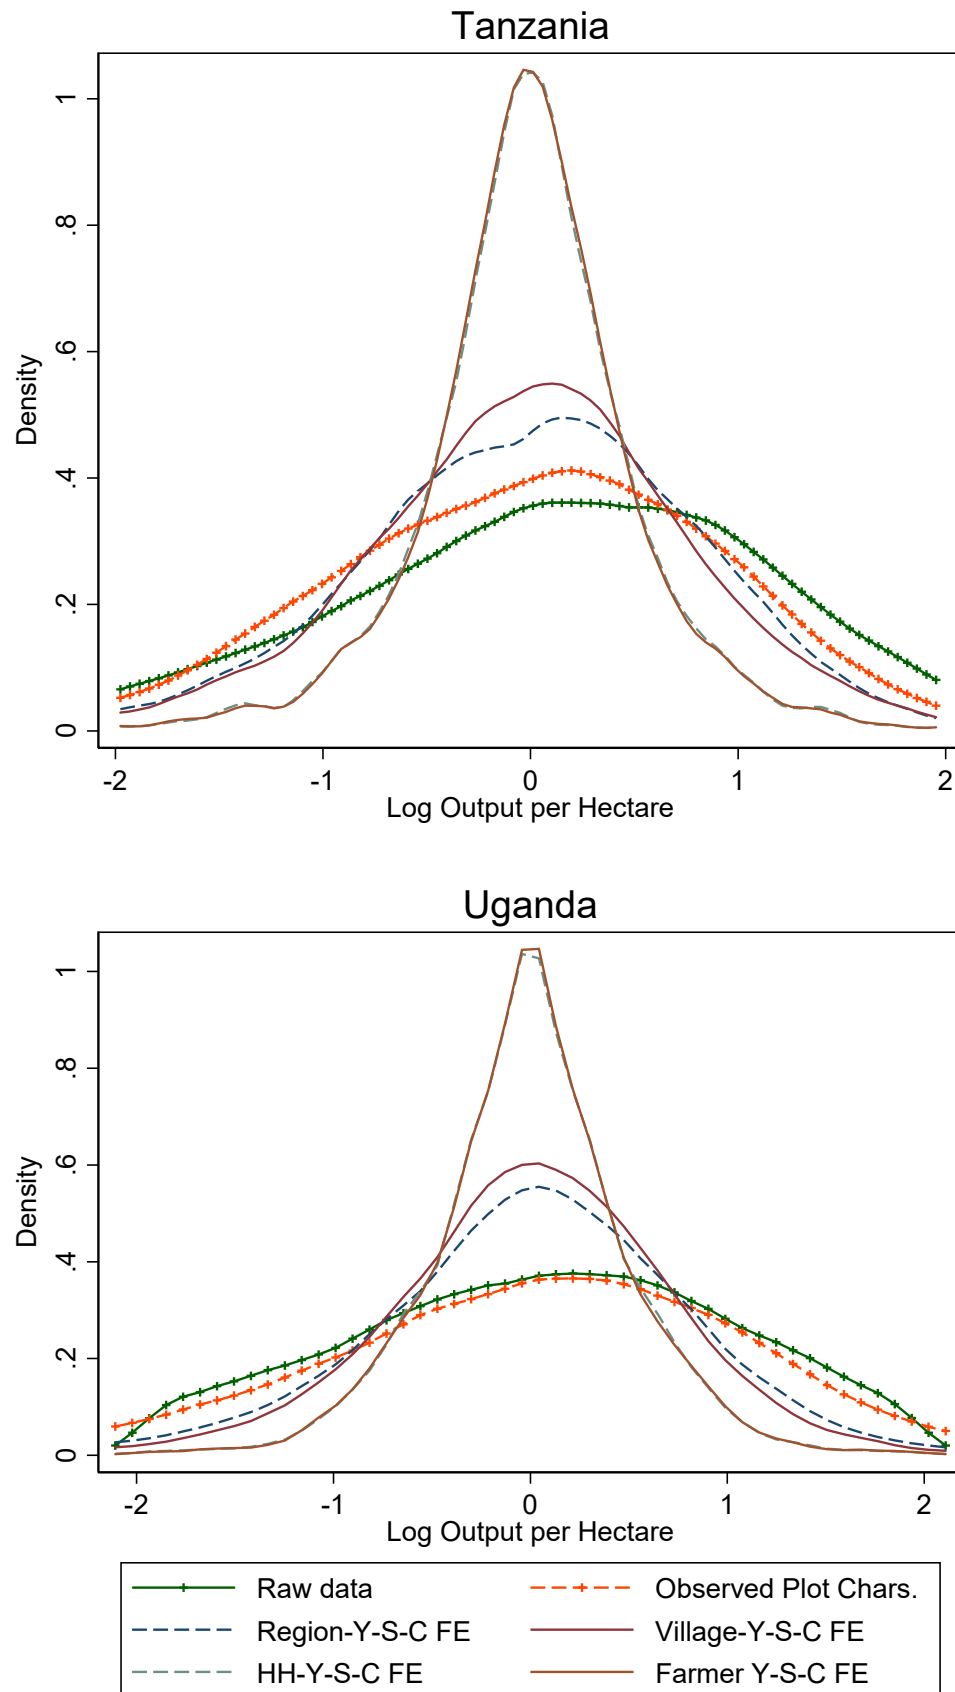 Tanzania
Density
0
.2
.4
.6
.8
1
-2 -1 0 1 2
Log Output per Hectare
Uganda
Density
0
.2
.4
.6
.8
1
-2 -1 0 1 2
Log Output per Hectare
Raw data Observed Plot Chars.
Region-Y-S-C FE Village-Y-S-C FE
HH-Y-S-C FE Farmer Y-S-C FE